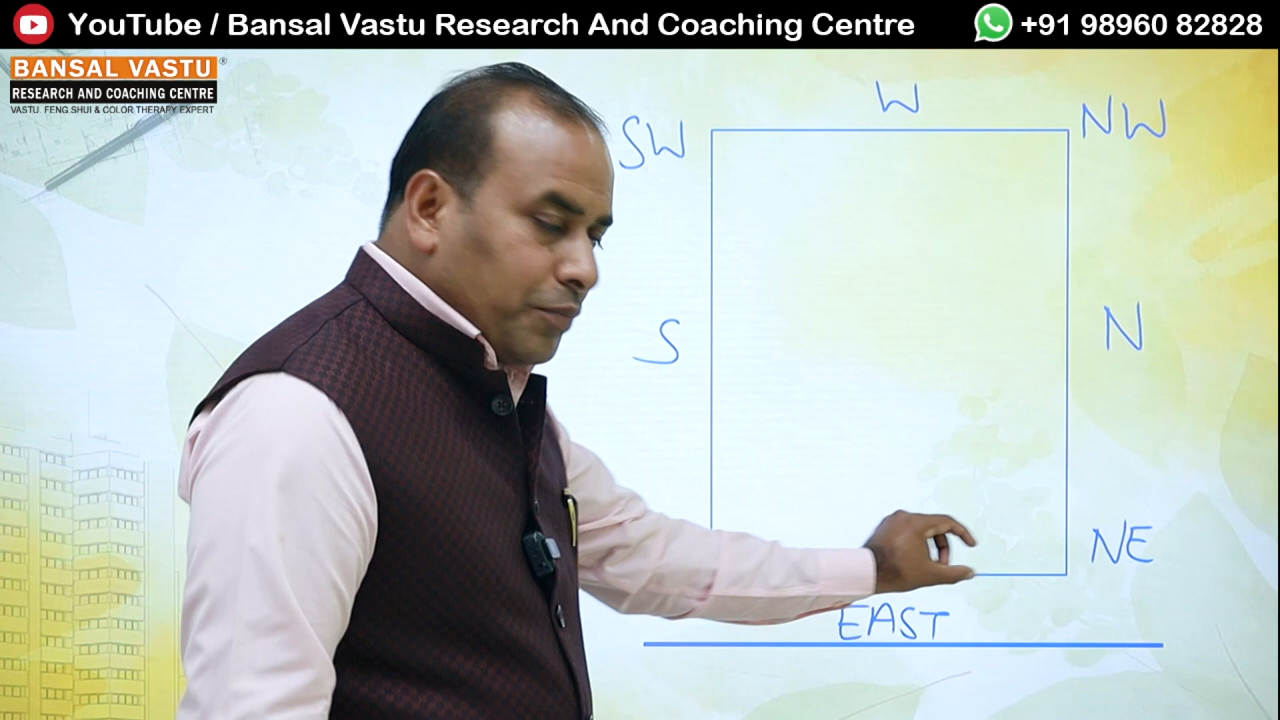 YouTube / Bansal Vastu Research And Coaching Centre
+91 98960 82828
BANSAL VASTU®
RESEARCH AND COACHING CENTRE
VASTU, FENG SHUI & COLOR THERAPY EXPERT
W
SW
NW
S
N
NE
EAST